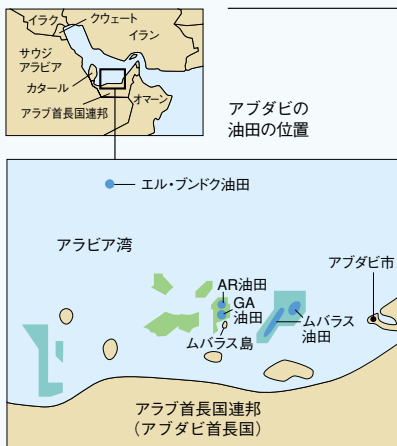 イラク
クウェート
イラン
サウジ
アラビア
カタール
アラブ首長国連邦
オマーン
アブダビの
油田の位置
エル・ブンドク油田
アラビア湾
AR油田
GA
油田
ムバラス島
ムバラス
油田
アブダビ市
アラブ首長国連邦
（アブダビ首長国）